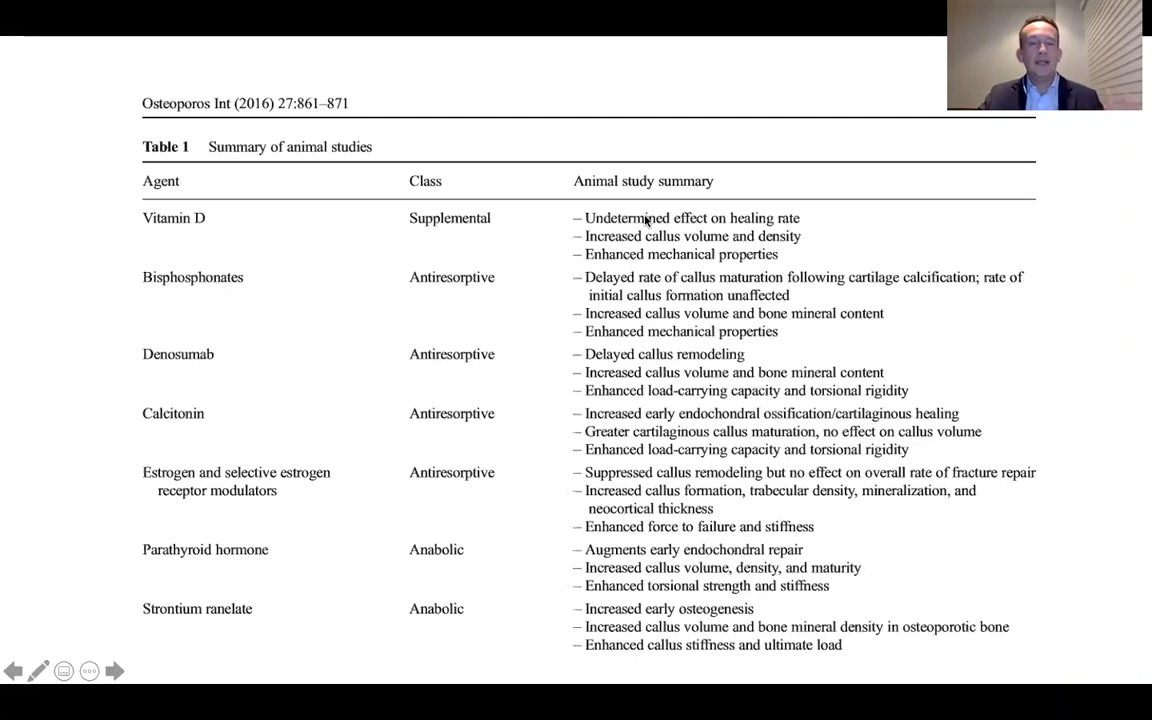 Osteoporos Int (2016) 27:861–871
Table 1 Summary of animal studies
Agent Class Animal study summary
Vitamin D Supplemental – Undetermined effect on healing rate
– Increased callus volume and density
– Enhanced mechanical properties
Bisphosphonates Antiresorptive – Delayed rate of callus maturation following cartilage calcification; rate of
initial callus formation unaffected
– Increased callus volume and bone mineral content
– Enhanced mechanical properties
Denosumab Antiresorptive – Delayed callus remodeling
– Increased callus volume and bone mineral content
– Enhanced load-carrying capacity and torsional rigidity
Calcitonin Antiresorptive – Increased early endochondral ossification/cartilaginous healing
– Greater cartilaginous callus maturation, no effect on callus volume
– Enhanced load-carrying capacity and torsional rigidity
Estrogen and selective estrogen Antiresorptive – Suppressed callus remodeling but no effect on overall rate of fracture repair
receptor modulators – Increased callus formation, trabecular density, mineralization, and
neocortical thickness
– Enhanced force to failure and stiffness
Parathyroid hormone Anabolic – Augments early endochondral repair
– Increased callus volume, density, and maturity
– Enhanced torsional strength and stiffness
Strontium ranelate Anabolic – Increased early osteogenesis
– Increased callus volume and bone mineral density in osteoporotic bone
– Enhanced callus stiffness and ultimate load